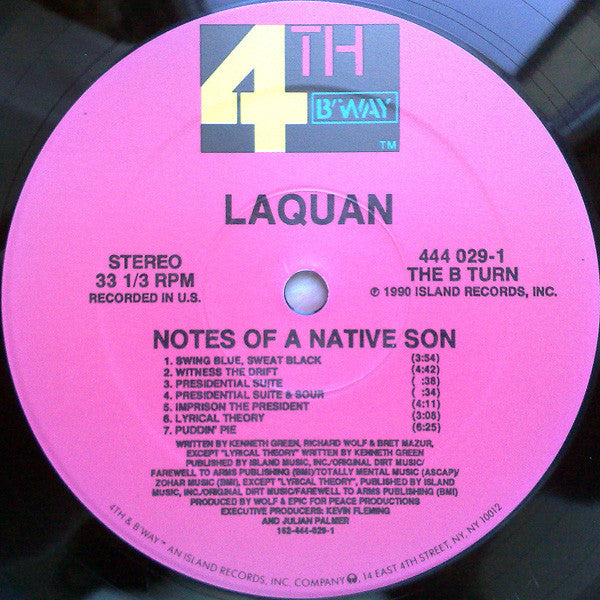 4TH
B'WAY
TM
LAQUAN
STEREO
33 1/3 RPM
RECORDED IN U.S.
444 029-1
THE B TURN
℗ 1990 ISLAND RECORDS, INC.
NOTES OF A NATIVE SON
1. SWING BLUE, SWEAT BLACK (3:54)
2. WITNESS THE DRIFT (4:42)
3. PRESIDENTIAL SUITE ( :38)
4. PRESIDENTIAL SUITE & SOUR ( :34)
5. IMPRISON THE PRESIDENT (4:11)
6. LYRICAL THEORY (3:08)
7. PUDDIN' PIE (6:25)
WRITTEN BY KENNETH GREEN, RICHARD WOLF & BRET MAZUR,
EXCEPT "LYRICAL THEORY" WRITTEN BY KENNETH GREEN
PUBLISHED BY ISLAND MUSIC, INC./ORIGINAL DIRT MUSIC/
FAREWELL TO ARMS PUBLISHING (BMI)/TOTALLY MENTAL MUSIC (ASCAP)/
ZOHAR MUSIC (BMI), EXCEPT "LYRICAL THEORY", PUBLISHED BY ISLAND
MUSIC, INC./ORIGINAL DIRT MUSIC/FAREWELL TO ARMS PUBLISHING (BMI)
PRODUCED BY WOLF & EPIC FOR PEACE PRODUCTIONS
EXECUTIVE PRODUCERS: KEVIN FLEMING
AND JULIAN PALMER
162-444-029-1
4TH & B'WAY™ AN ISLAND RECORDS, INC. COMPANY, 14 EAST 4TH STREET, NY, NY 10012